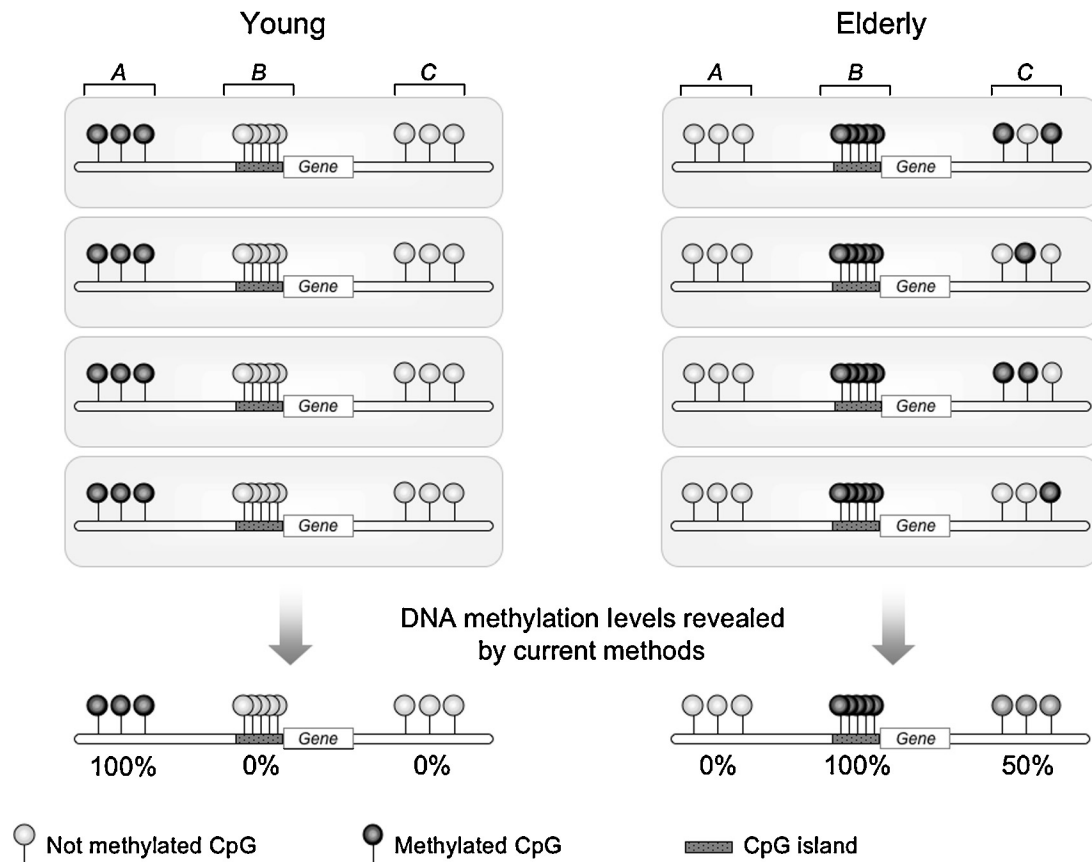 Young
Elderly
A B C
A B C
Gene
Gene
Gene
Gene
Gene
Gene
Gene
Gene
DNA methylation levels revealed
by current methods
Gene
Gene
100% 0% 0%
0% 100% 50%
Not methylated CpG
Methylated CpG
CpG island